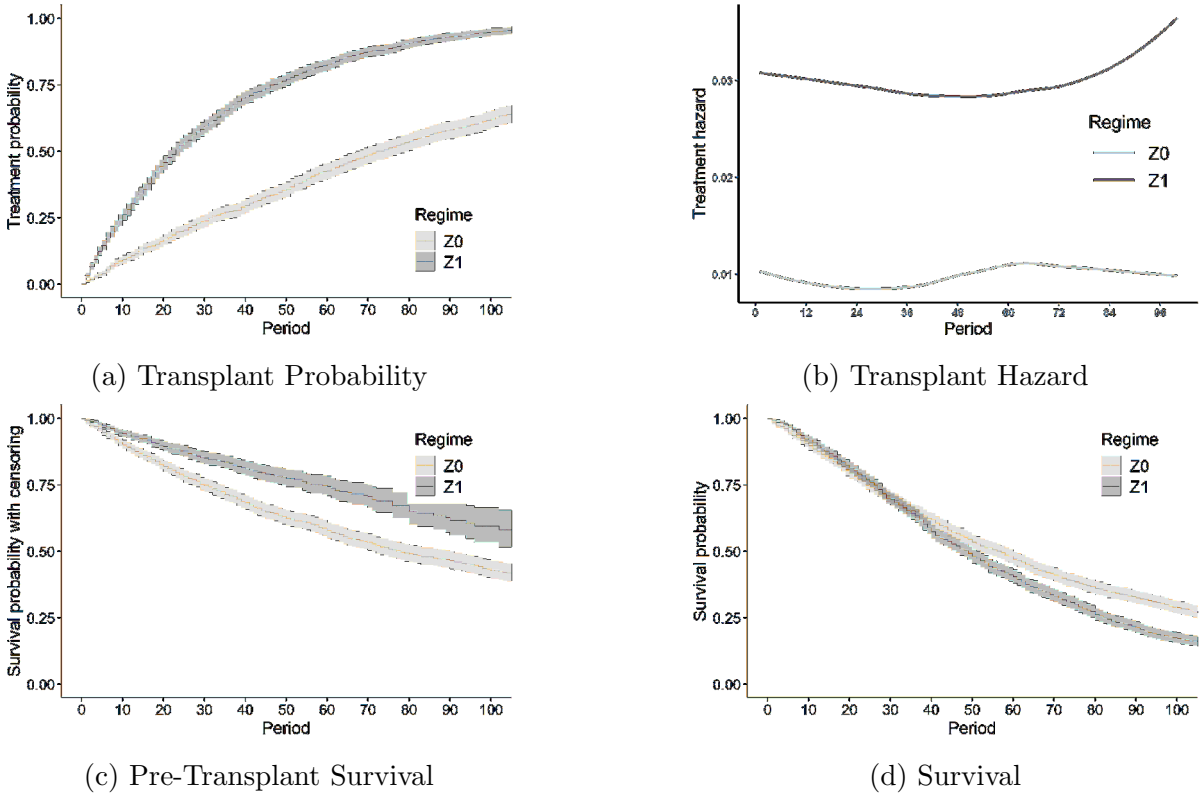 1.00
0.75
0.50
0.25
0.00
Treatment probability
0 10 20 30 40 50 60 70 80 90 100
Period
Regime
Z0
Z1
(a) Transplant Probability
0.03
0.02
0.01
Treatment hazard
0 12 24 36 48 60 72 84 96
Period
Regime
Z0
Z1
(b) Transplant Hazard
1.00
0.75
0.50
0.25
0.00
Survival probability with censoring
0 10 20 30 40 50 60 70 80 90 100
Period
Regime
Z0
Z1
(c) Pre-Transplant Survival
1.00
0.75
0.50
0.25
0.00
Survival probability
0 10 20 30 40 50 60 70 80 90 100
Period
Regime
Z0
Z1
(d) Survival